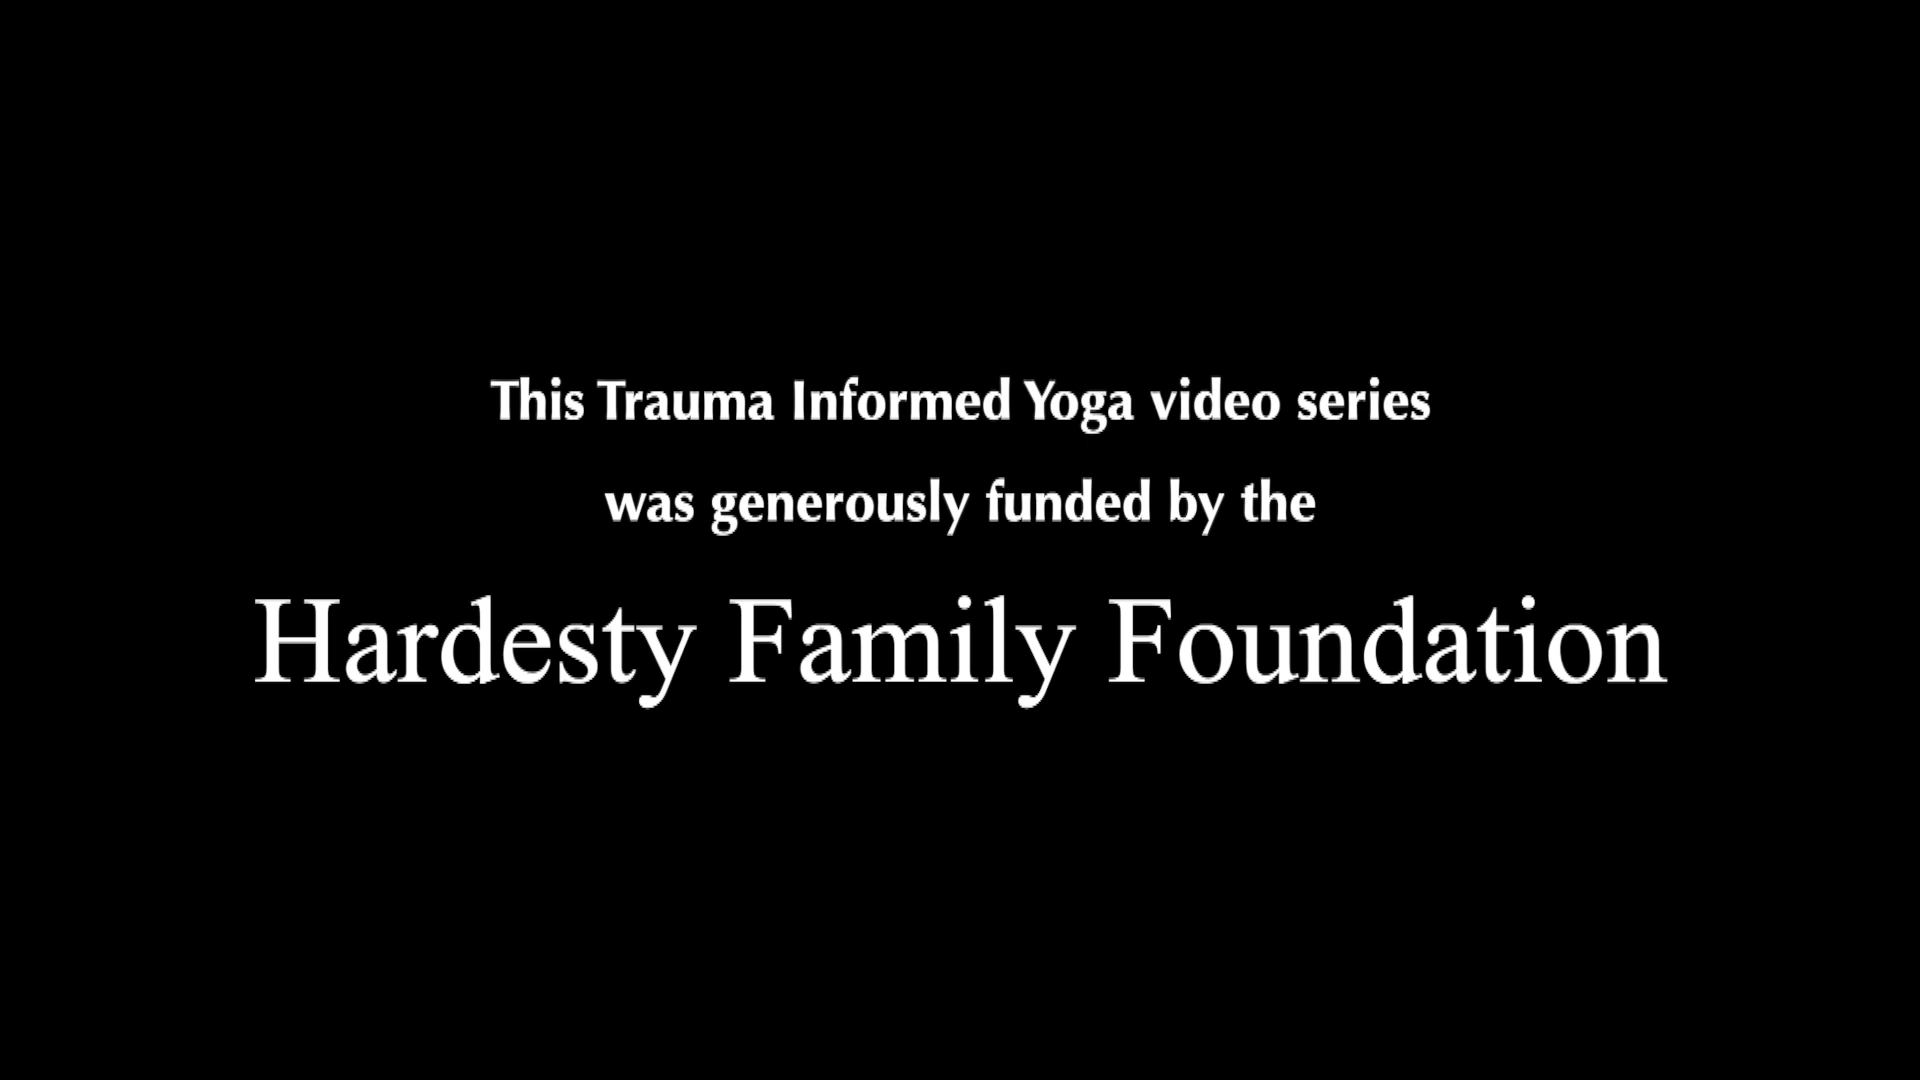 This Trauma Informed Yoga video series
was generously funded by the
Hardesty Family Foundation